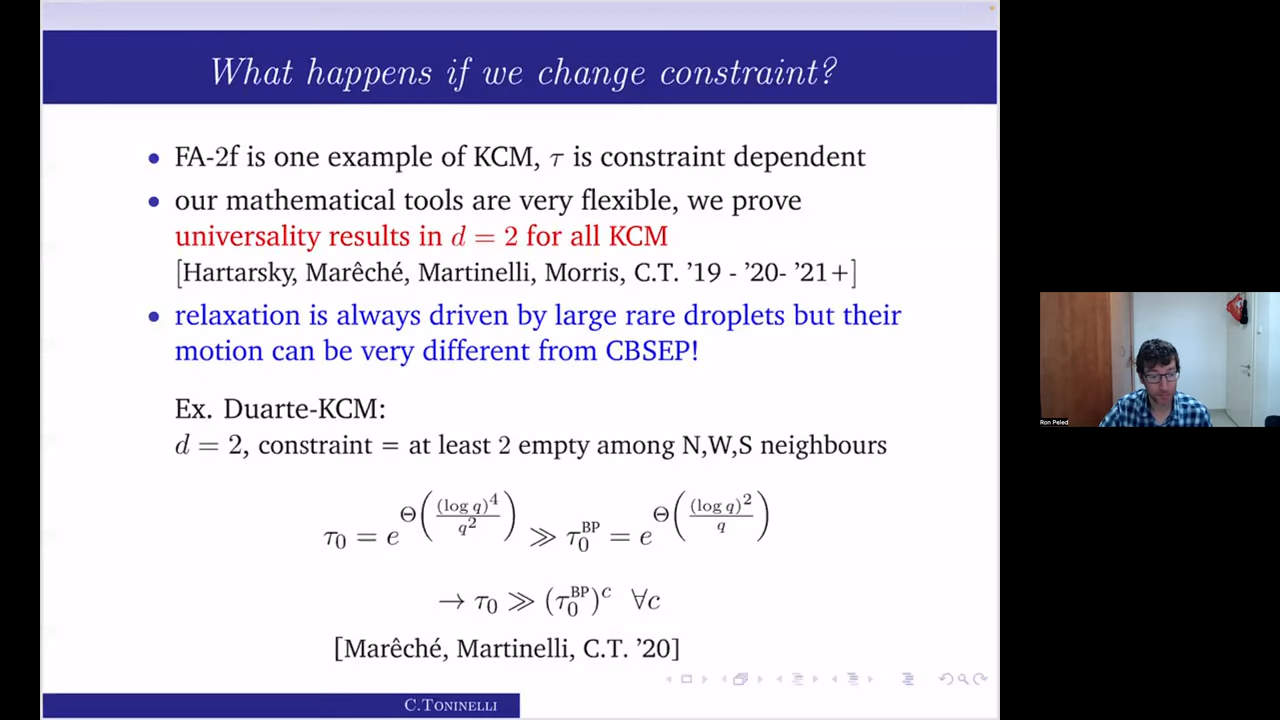 What happens if we change constraint?
• FA-2f is one example of KCM, τ is constraint dependent
• our mathematical tools are very flexible, we prove
universality results in d = 2 for all KCM
[Hartarsky, Marêché, Martinelli, Morris, C.T. '19 - '20- '21+]
• relaxation is always driven by large rare droplets but their
motion can be very different from CBSEP!
Ex. Duarte-KCM:
d = 2, constraint = at least 2 empty among N,W,S neighbours
τ₀ = e^Θ((log q)⁴/q²) ≫ τ₀^BP = e^Θ((log q)²/q)
→ τ₀ ≫ (τ₀^BP)^c ∀c
[Marêché, Martinelli, C.T. '20]
C.Toninelli
Ron Peled